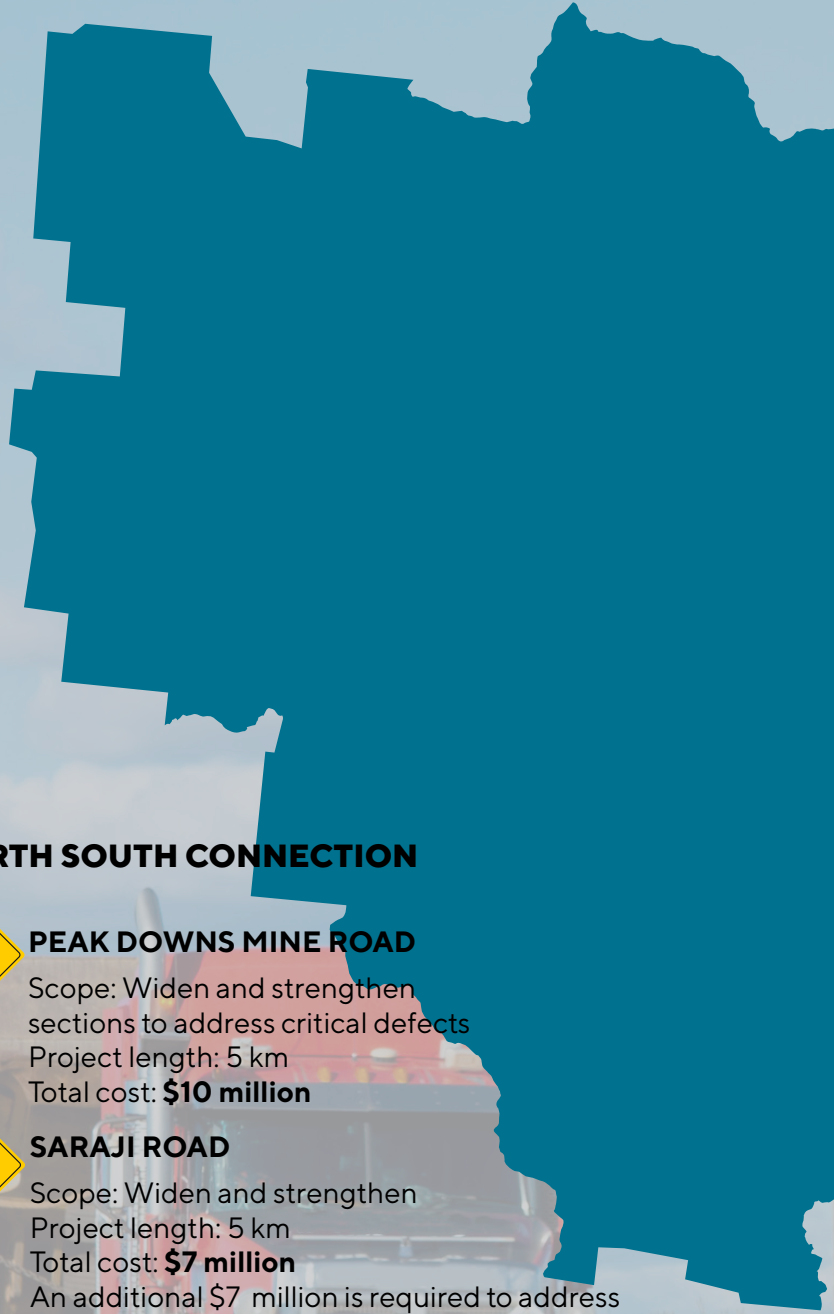 RTH SOUTH CONNECTION
PEAK DOWNS MINE ROAD
Scope: Widen and strengthen
sections to address critical defects
Project length: 5 km
Total cost: $10 million
SARAJI ROAD
Scope: Widen and strengthen
Project length: 5 km
Total cost: $7 million
An additional $7 million is required to address